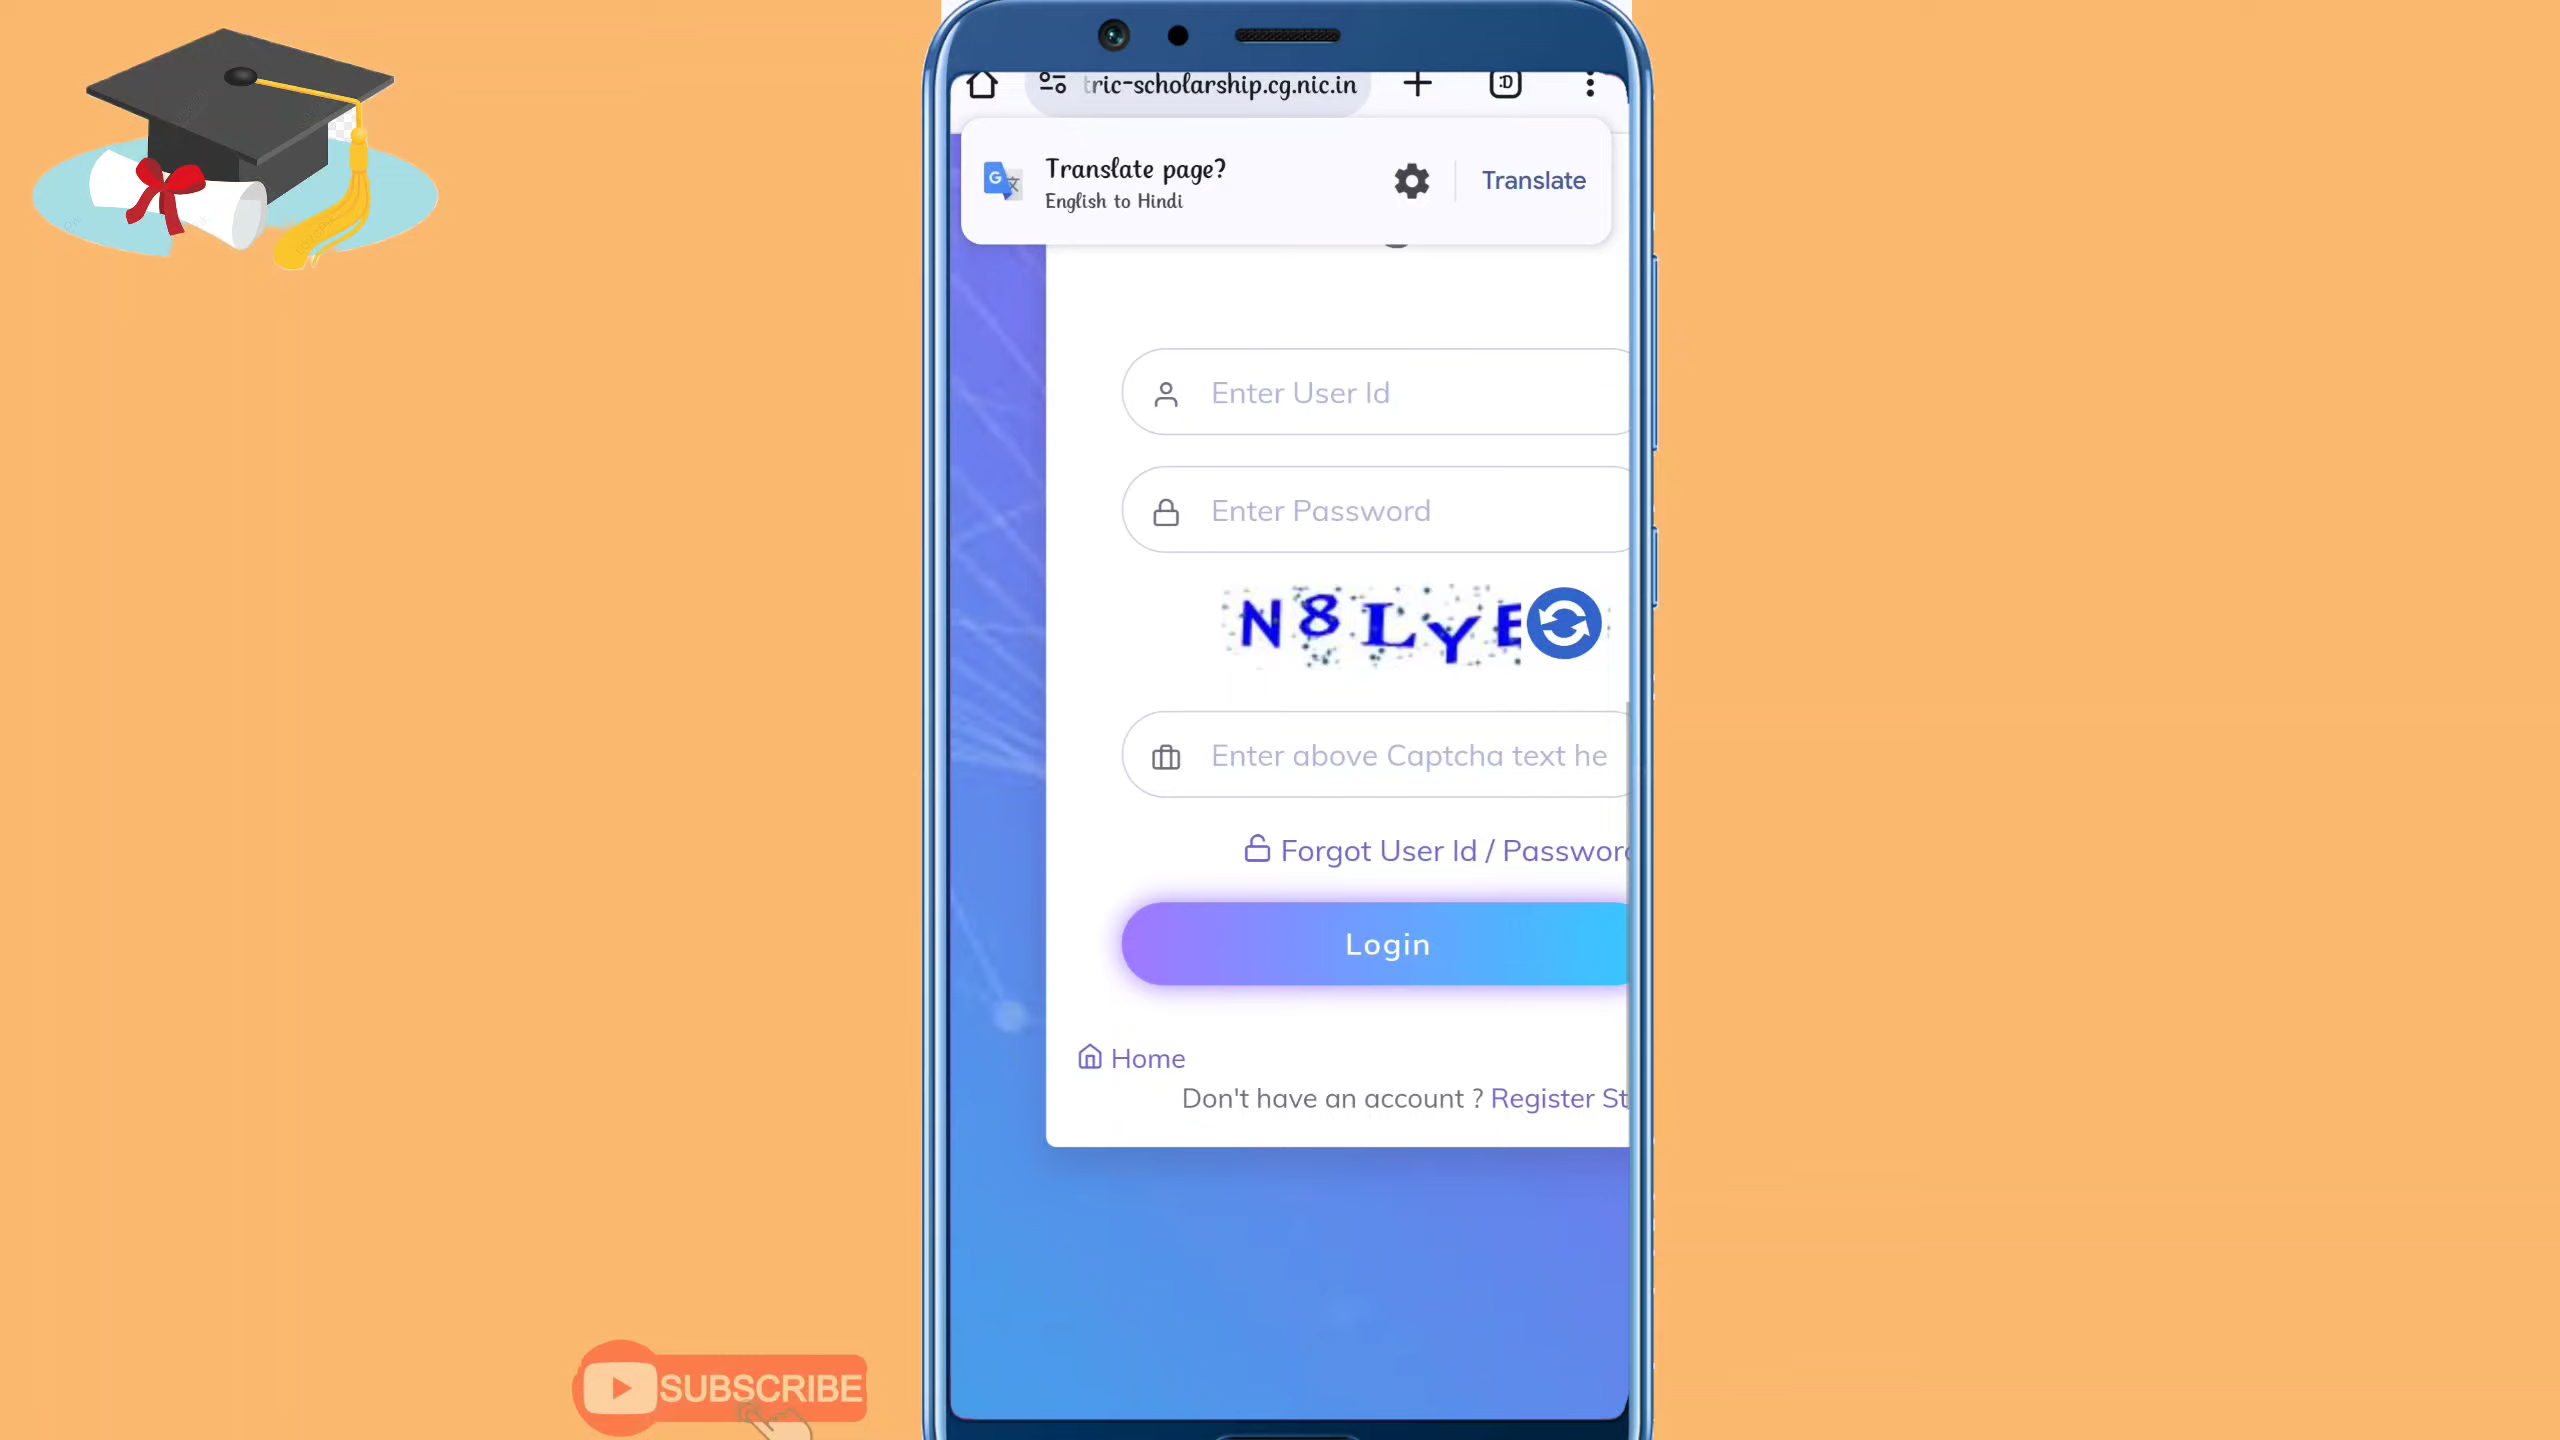 tric-scholarship.cg.nic.in
:D
Translate page?
English to Hindi
Translate
Enter User Id
Enter Password
N8LYE
Enter above Captcha text he
Forgot User Id / Password
Login
Home
Don't have an account ? Register St
SUBSCRIBE